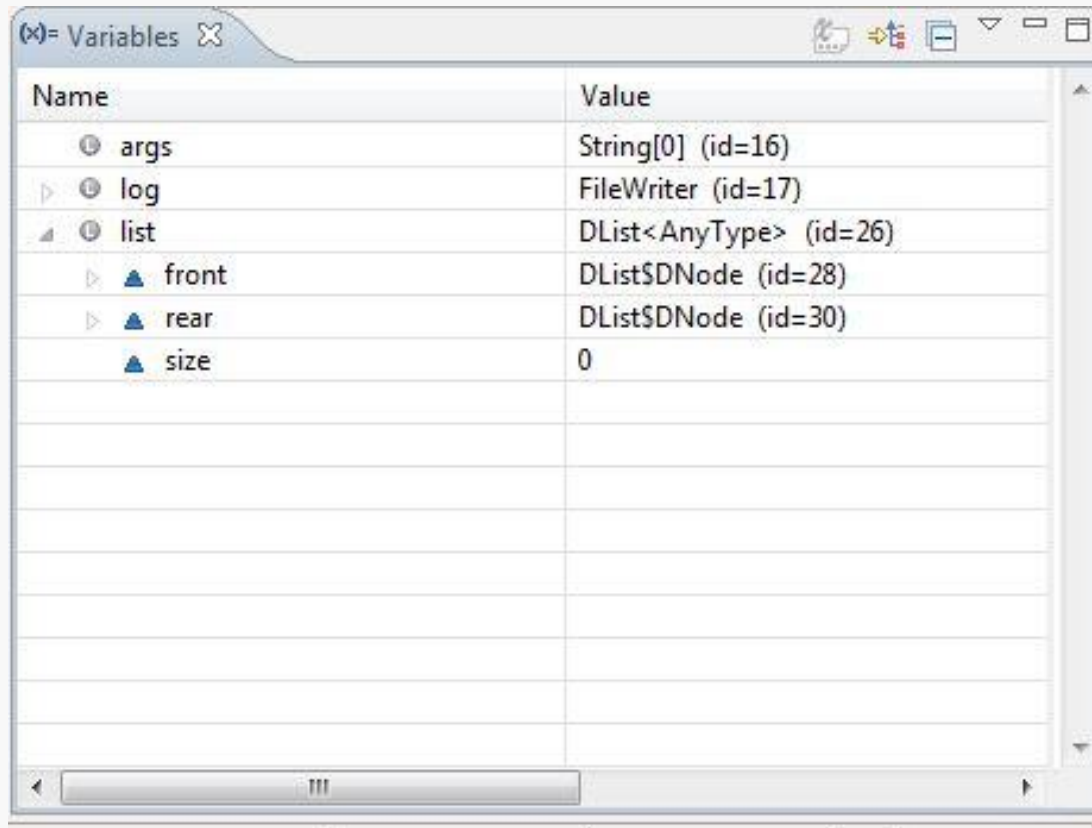 (x)= Variables
Name Value
args String[0] (id=16)
log FileWriter (id=17)
list DList<AnyType> (id=26)
front DList$DNode (id=28)
rear DList$DNode (id=30)
size 0